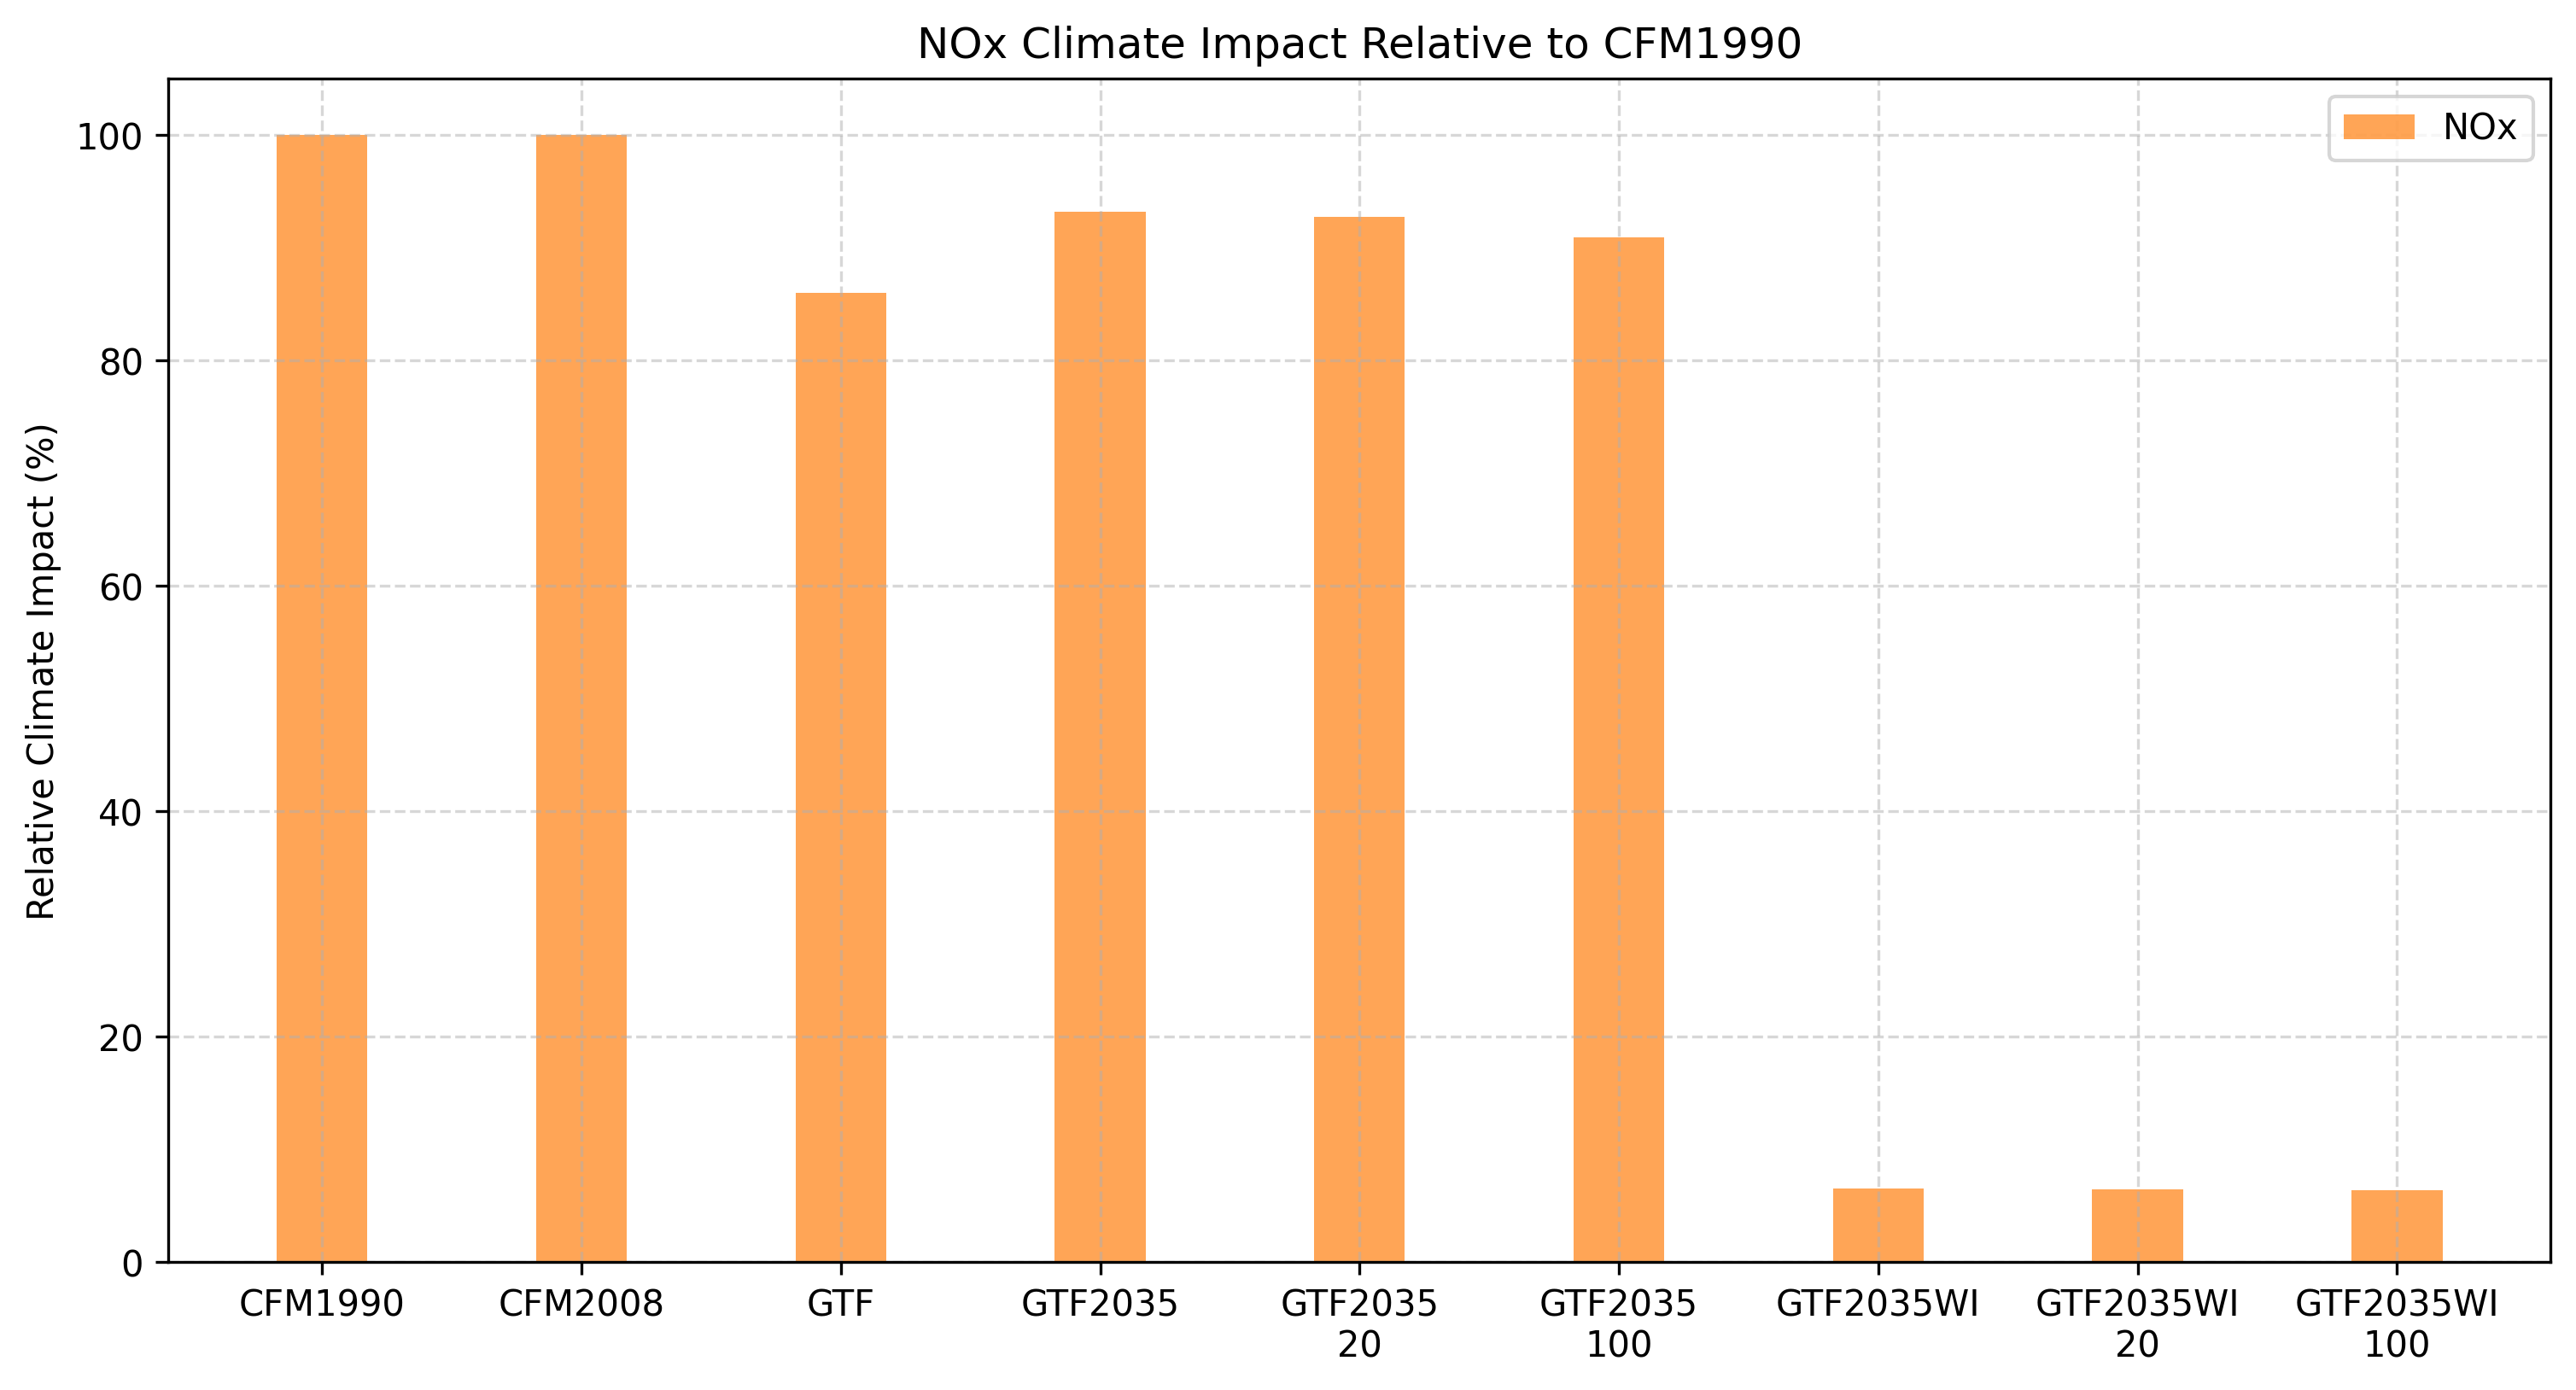 NOx Climate Impact Relative to CFM1990
NOx
Relative Climate Impact (%)
100
80
60
40
20
0
CFM1990
CFM2008
GTF
GTF2035
GTF2035
20
GTF2035
100
GTF2035WI
GTF2035WI
20
GTF2035WI
100